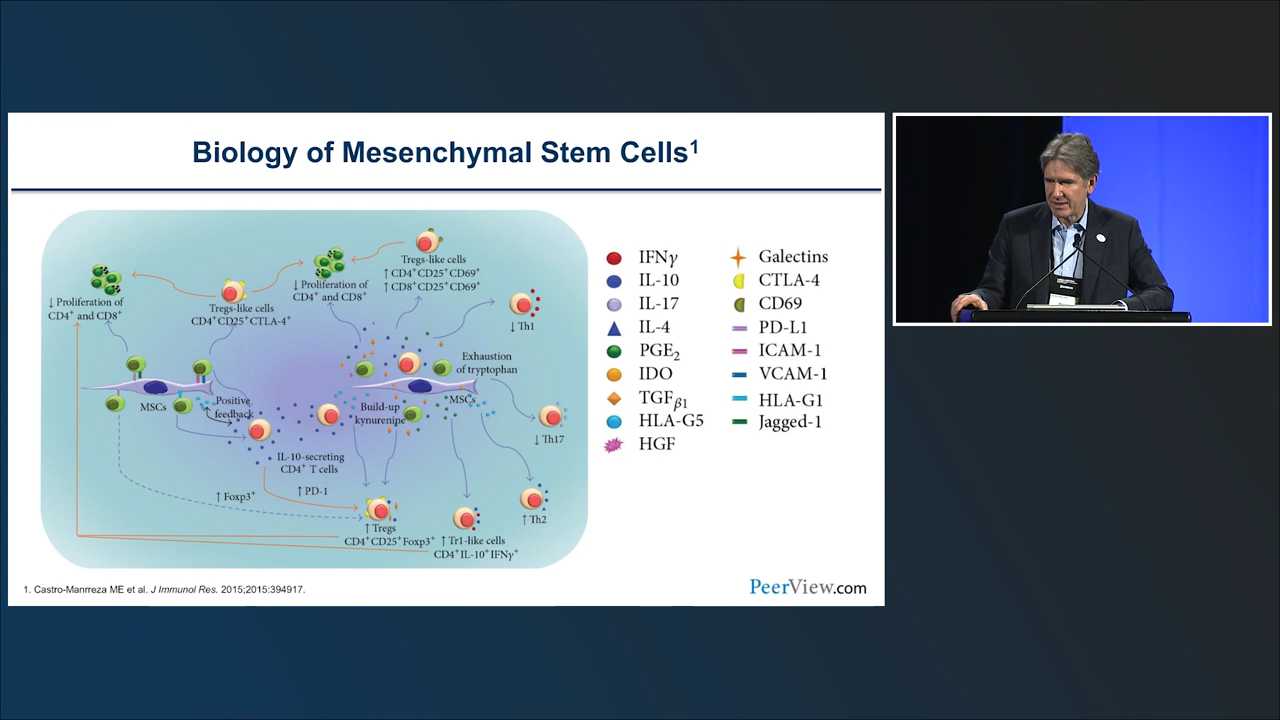 Biology of Mesenchymal Stem Cells¹
Tregs-like cells
↑ CD4⁺CD25⁺CD69⁺
↑ CD8⁺CD25⁺CD69⁺
↓ Proliferation of
CD4⁺ and CD8⁺
↓ Proliferation of
CD4⁺ and CD8⁺
Tregs-like cells
CD4⁺CD25⁺CTLA-4⁺
↓ Th1
Exhaustion
of tryptophan
MSCs
Positive
feedback
Build-up
kynurenine
MSCs
↓ Th17
IL-10-secreting
CD4⁺ T cells
↑ Foxp3⁺
↑ PD-1
↑ Th2
↑ Tregs
CD4⁺CD25⁺Foxp3⁺
↑ Tr1-like cells
CD4⁺IL-10⁺IFNγ⁺
IFNγ
IL-10
IL-17
IL-4
PGE₂
IDO
TGFβ1
HLA-G5
HGF
Galectins
CTLA-4
CD69
PD-L1
ICAM-1
VCAM-1
HLA-G1
Jagged-1
1. Castro-Manrreza ME et al. J Immunol Res. 2015;2015:394917.
PeerView.com